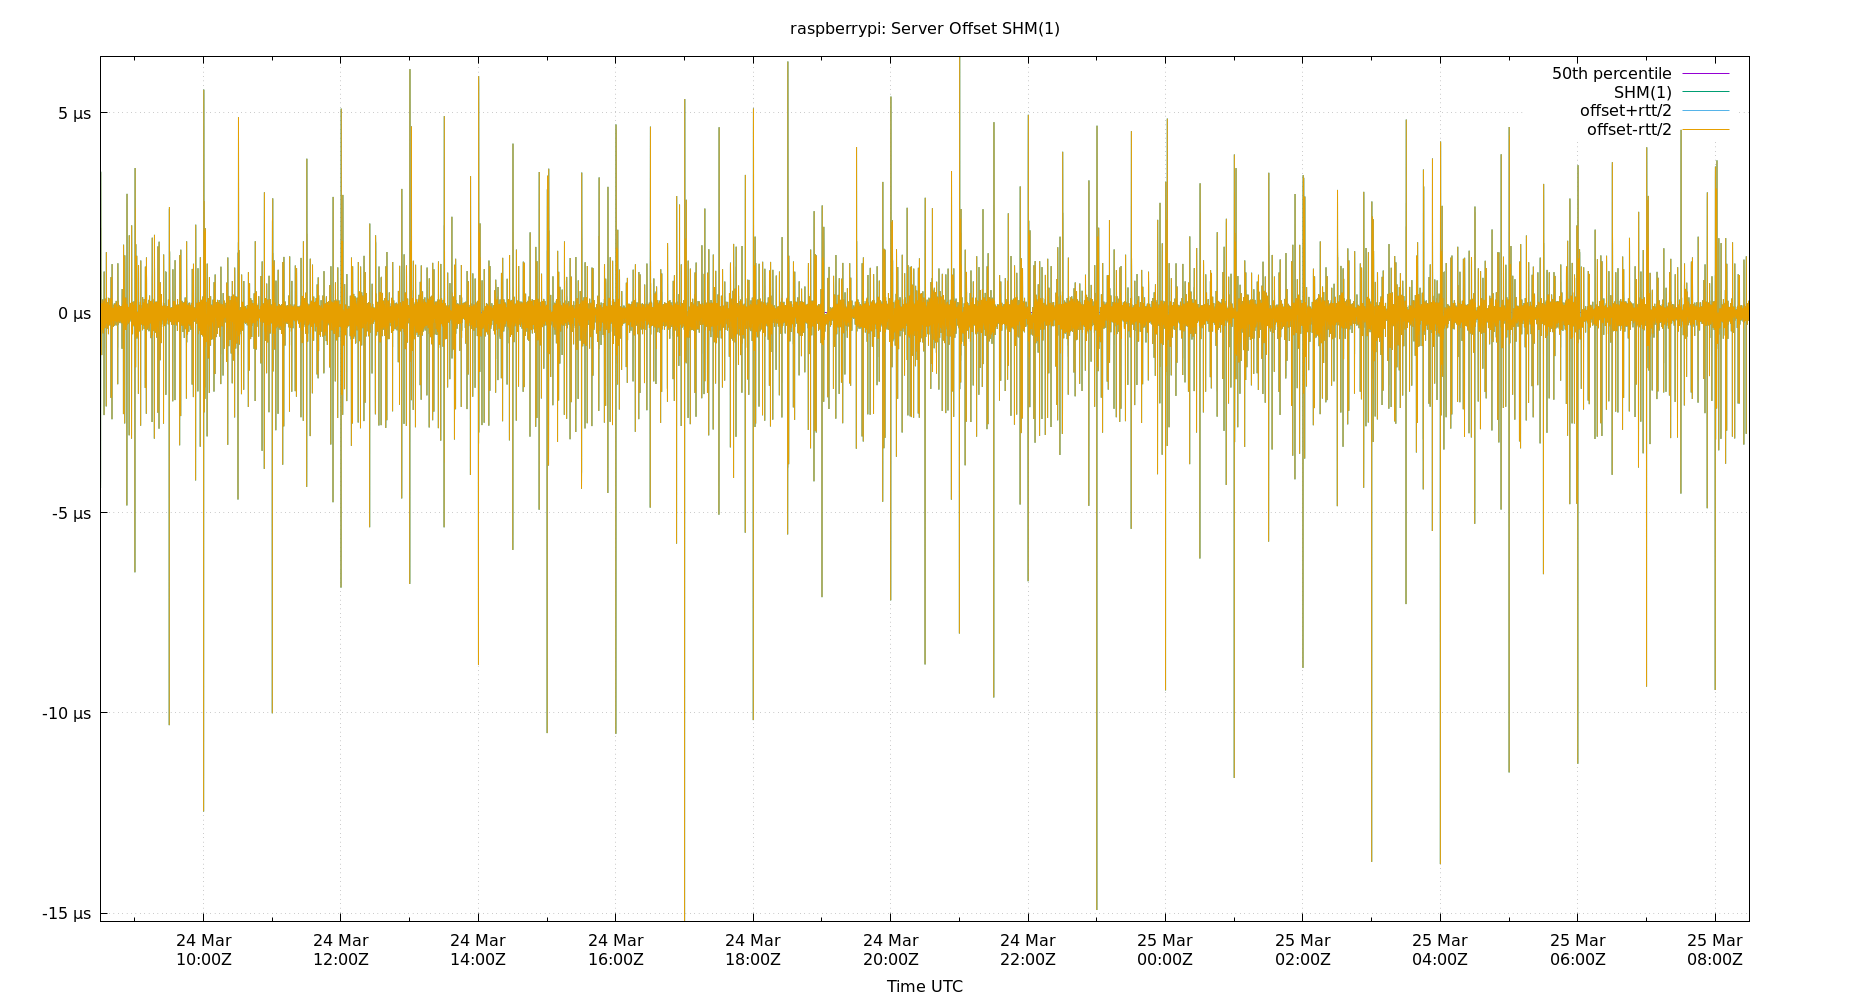 raspberrypi: Server Offset SHM(1)
50th percentile
SHM(1)
offset+rtt/2
offset-rtt/2
5 µs
0 µs
-5 µs
-10 µs
-15 µs
24 Mar 24 Mar 24 Mar 24 Mar 24 Mar 24 Mar 24 Mar 25 Mar 25 Mar 25 Mar 25 Mar 25 Mar
10:00Z 12:00Z 14:00Z 16:00Z 18:00Z 20:00Z 22:00Z 00:00Z 02:00Z 04:00Z 06:00Z 08:00Z
Time UTC